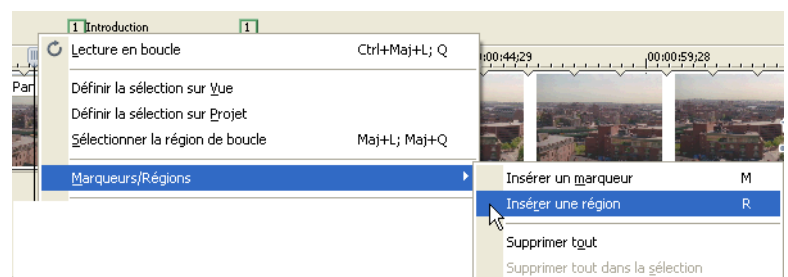 1 Introduction 1
Lecture en boucle Ctrl+Maj+L; Q
:00:44;29 00:00:59;28
Par
Définir la sélection sur Vue
Définir la sélection sur Projet
Sélectionner la région de boucle Maj+L; Maj+Q
Marqueurs/Régions
Insérer un marqueur M
Insérer une région R
Supprimer tout
Supprimer tout dans la sélection